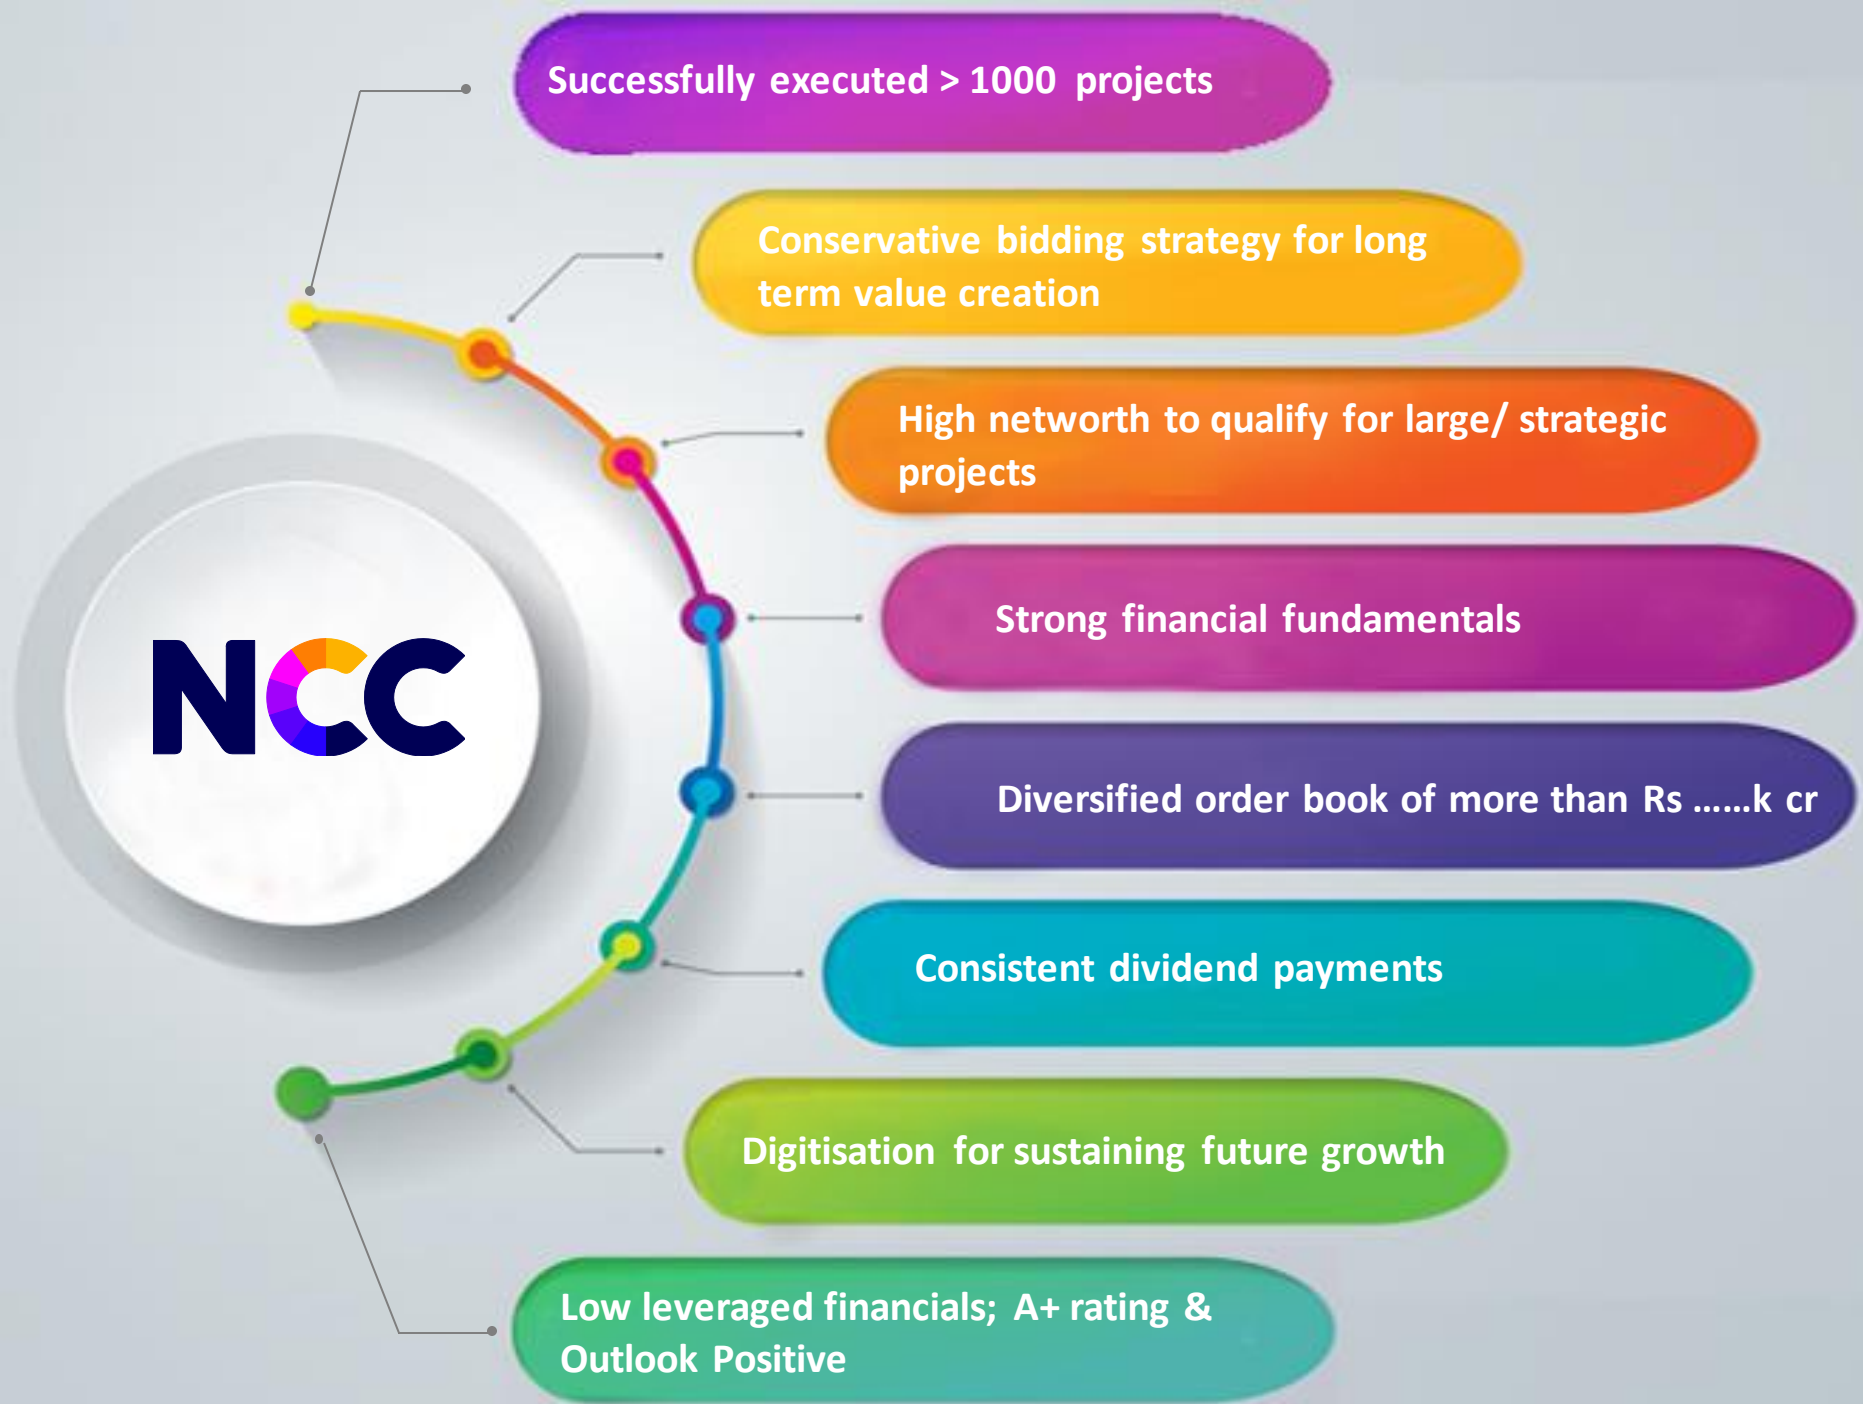 Successfully executed > 1000 projects
Conservative bidding strategy for long
term value creation
High networth to qualify for large/ strategic
projects
NCC
Strong financial fundamentals
Diversified order book of more than Rs ......k cr
Consistent dividend payments
Digitisation for sustaining future growth
Low leveraged financials; A+ rating &
Outlook Positive